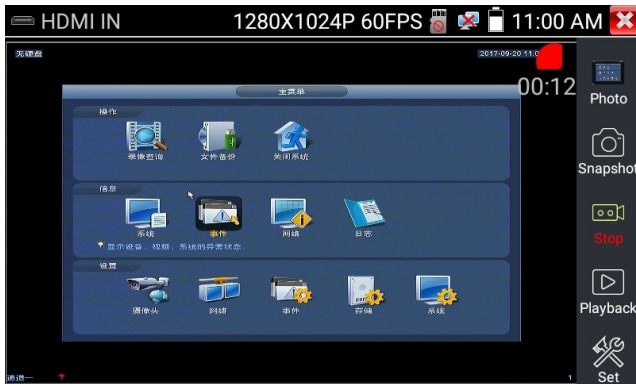 HDMI IN
1280X1024P 60FPS
11:00 AM
无硬盘
2017-09-20 11:0
00:12
主菜单
操作
录像查询
文件备份
关闭系统
信息
系统
事件
网络
日志
显示设备、视频、系统的异常状态.
设置
摄像头
网络
事件
存储
系统
通道一
?
1
Photo
Snapshot
Stop
Playback
Set